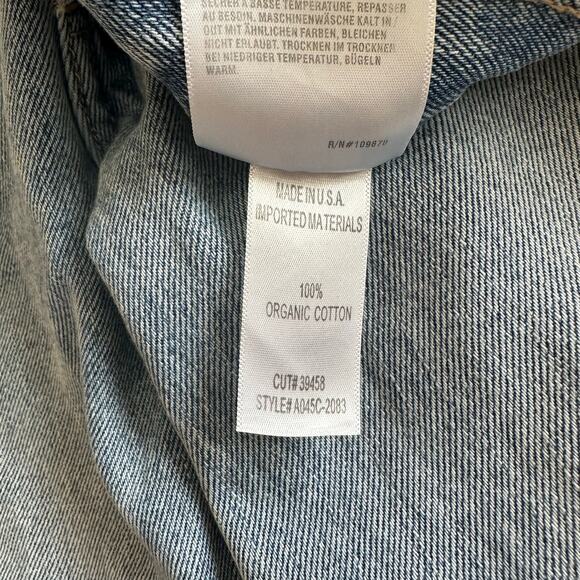 SÉCHER À BASSE TEMPÉRATURE, REPASSER
AU BESOIN. MASCHINENWÄSCHE KALT IN /
OUT MIT ÄHNLICHEN FARBEN, BLEICHEN
NICHT ERLAUBT. TROCKNEN IM TROCKNER
BEI NIEDRIGER TEMPERATUR, BÜGELN
WARM.
R/N#109870
MADE IN U.S.A.
IMPORTED MATERIALS
100%
ORGANIC COTTON
CUT# 39458
STYLE# A045C-2083